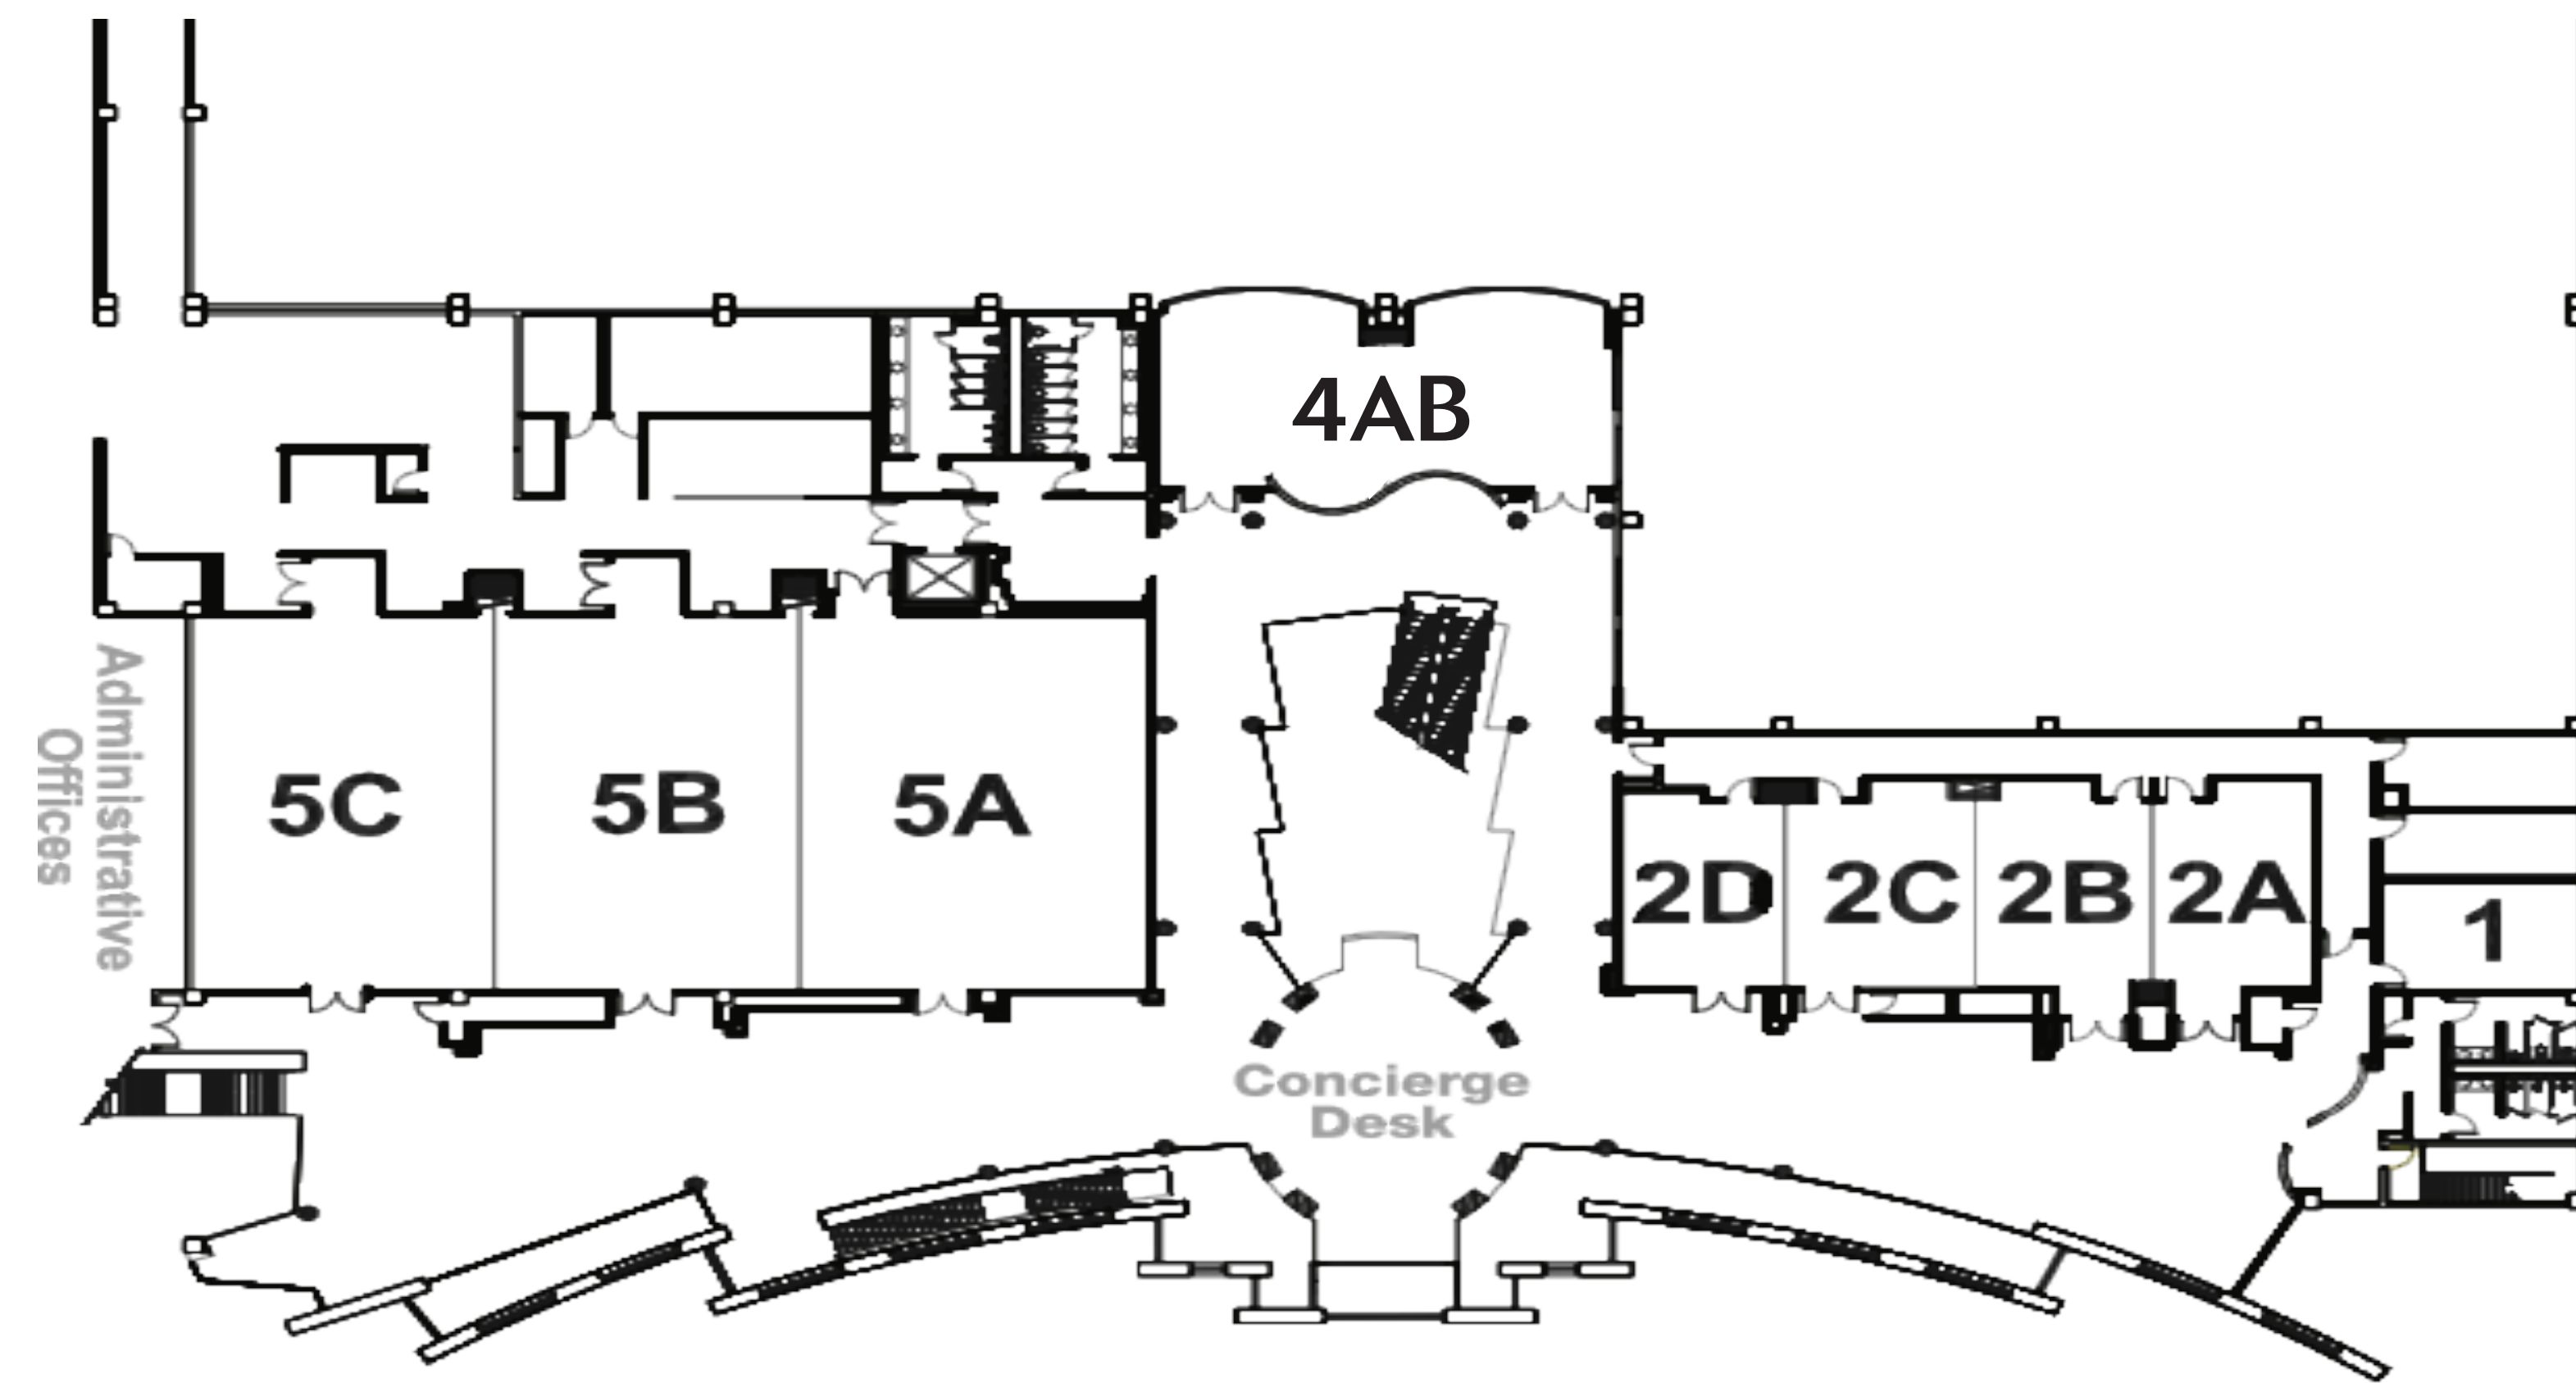 4AB
Administrative
Offices
5C
5B
5A
2D
2C
2B
2A
1
Concierge
Desk